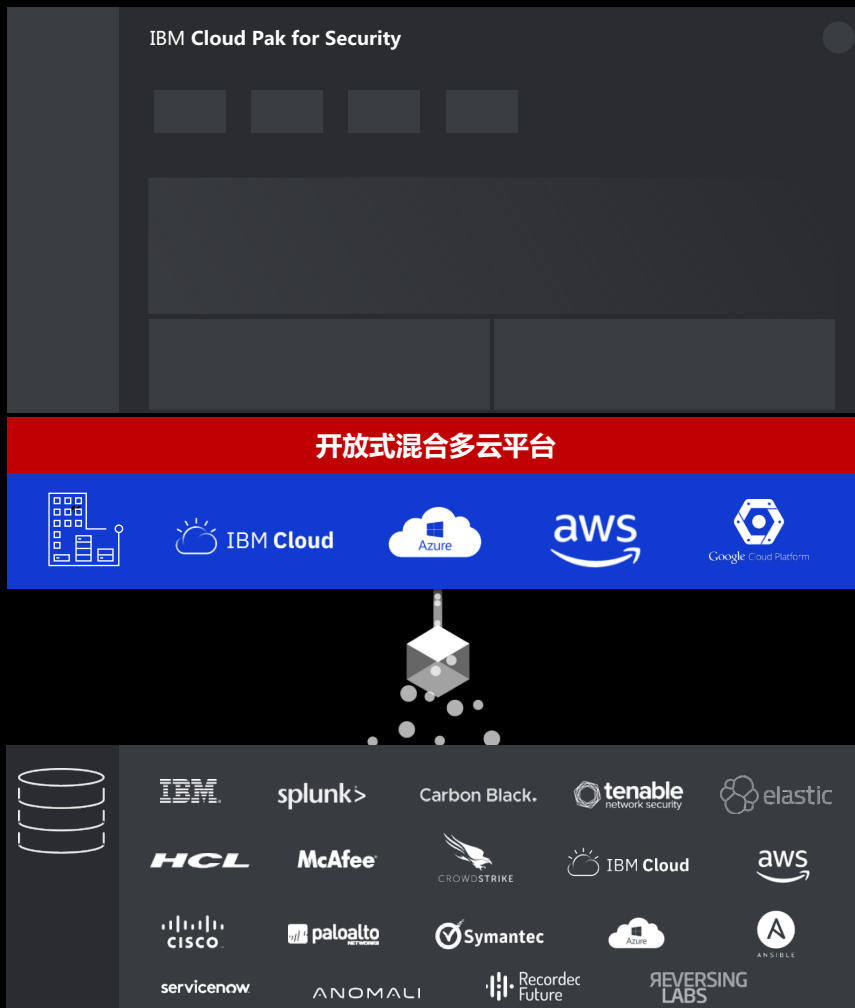 IBM Cloud Pak for Security
开放式混合多云平台
IBM Cloud
Azure
aws
Google Cloud Platform
IBM
splunk>
Carbon Black.
tenable
network security
elastic
HCL
McAfee
CROWDSTRIKE
IBM Cloud
aws
CISCO
paloalto
NETWORKS
Symantec
Azure
A
ANSIBLE
servicenow
ANOMALI
Recorded
Future
REVERSING
LABS